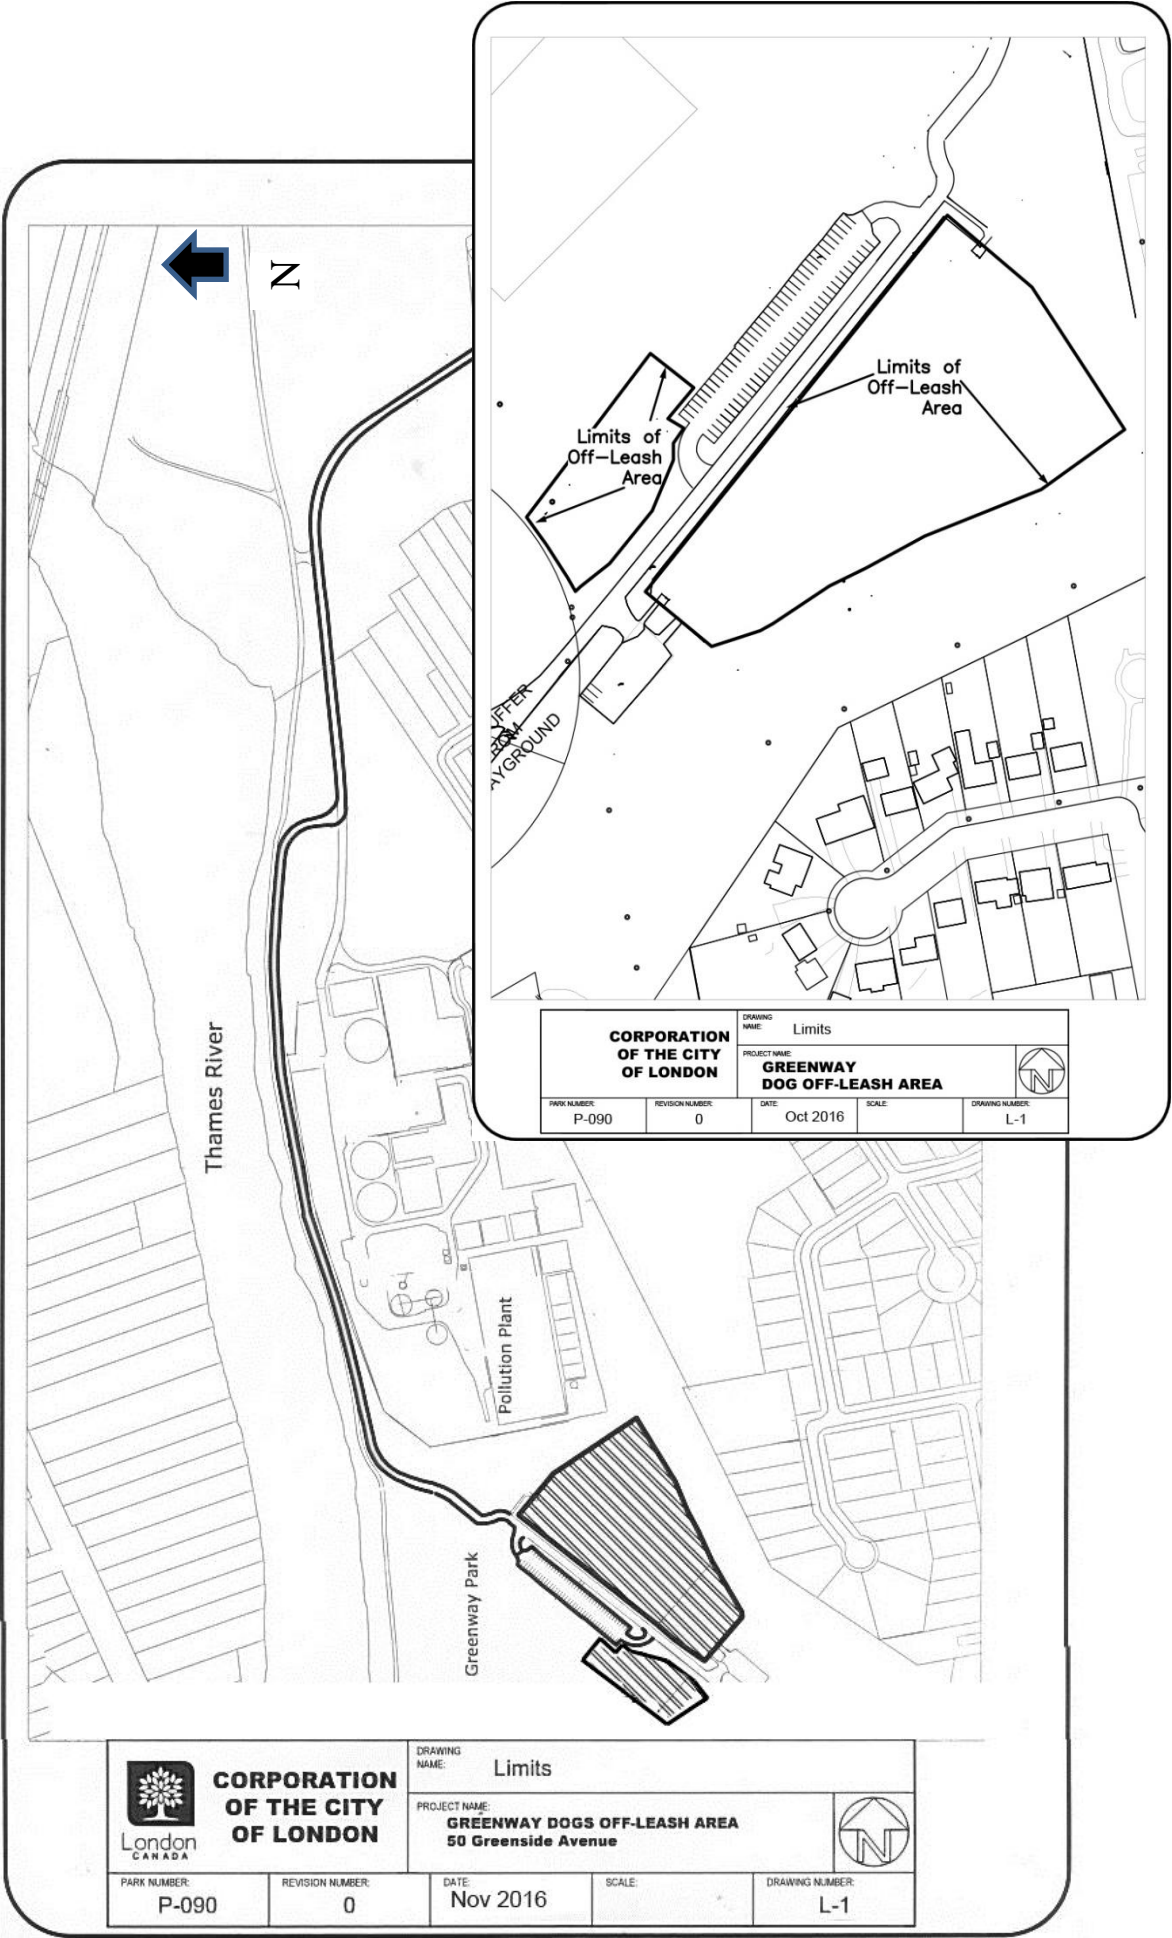 N
Limits of
Off-Leash
Area
Limits of
Off-Leash
Area
CORPORATION
OF THE CITY
OF LONDON
DRAWING
NAME:
Limits
PROJECT NAME:
GREENWAY
DOG OFF-LEASH AREA
N
PARK NUMBER:
P-090
REVISION NUMBER:
0
DATE:
Oct 2016
SCALE:
DRAWING NUMBER:
L-1
Thames River
Pollution Plant
Greenway Park
London
CANADA
CORPORATION
OF THE CITY
OF LONDON
DRAWING
NAME:
Limits
PROJECT NAME:
GREENWAY DOGS OFF-LEASH AREA
50 Greenside Avenue
N
PARK NUMBER:
P-090
REVISION NUMBER:
0
DATE:
Nov 2016
SCALE:
DRAWING NUMBER:
L-1